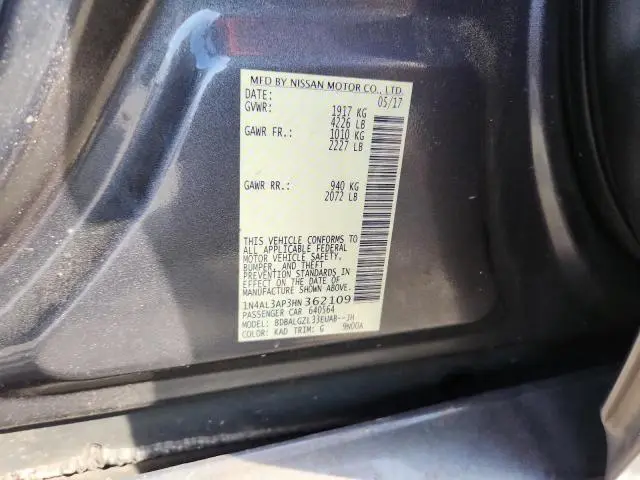 MFD BY NISSAN MOTOR CO., LTD.
DATE: 05/17
GVWR: 1917 KG
4226 LB
GAWR FR.: 1010 KG
2227 LB
GAWR RR.: 940 KG
2072 LB
THIS VEHICLE CONFORMS TO
ALL APPLICABLE FEDERAL
MOTOR VEHICLE SAFETY,
BUMPER, AND THEFT
PREVENTION STANDARDS IN
EFFECT ON THE DATE OF
MANUFACTURE SHOWN ABOVE.
1N4AL3AP3HN362109
PASSENGER CAR 640564
MODEL: BDBALGZL33EWAB--JH
COLOR: KAD TRIM: G 9N00A